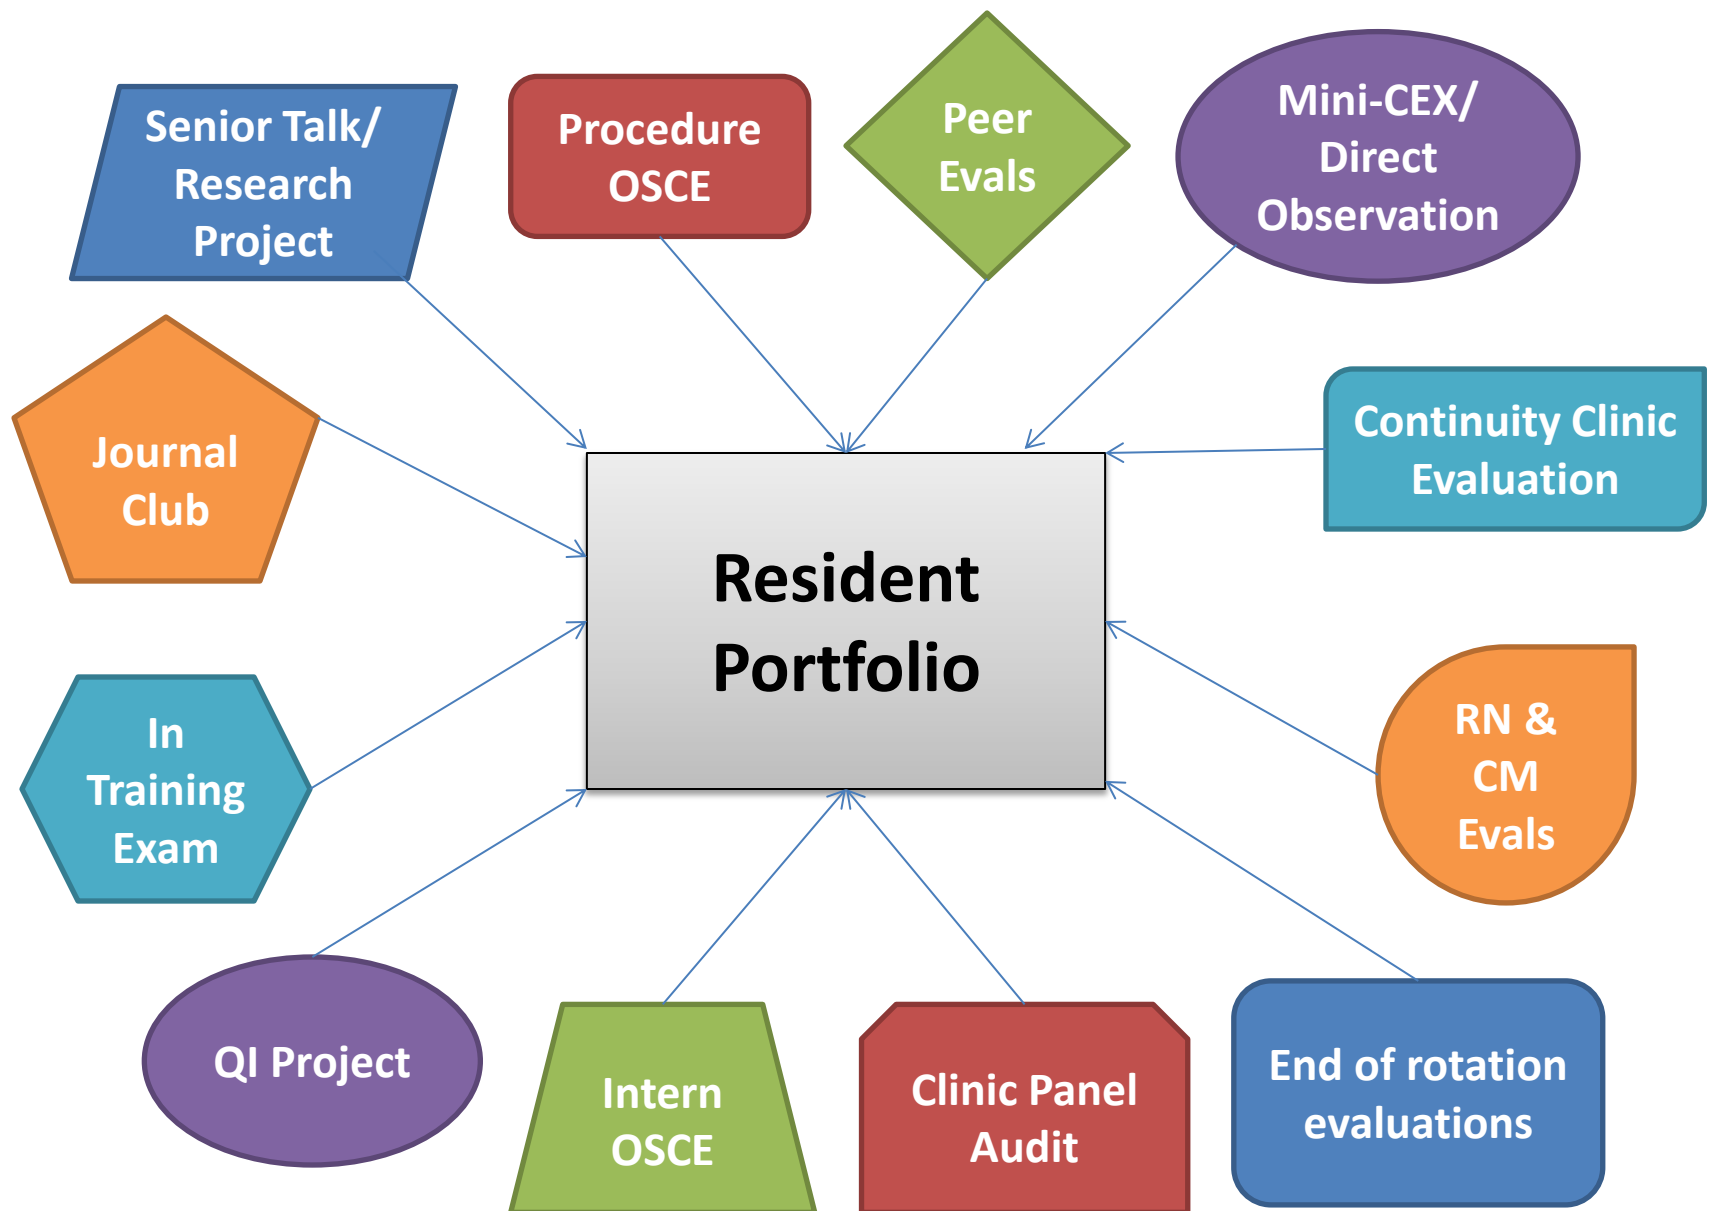 Senior Talk/
Research
Project
Procedure
OSCE
Peer
Evals
Mini-CEX/
Direct
Observation
Journal
Club
Continuity Clinic
Evaluation
Resident
Portfolio
In
Training
Exam
RN &
CM
Evals
QI Project
Intern
OSCE
Clinic Panel
Audit
End of rotation
evaluations